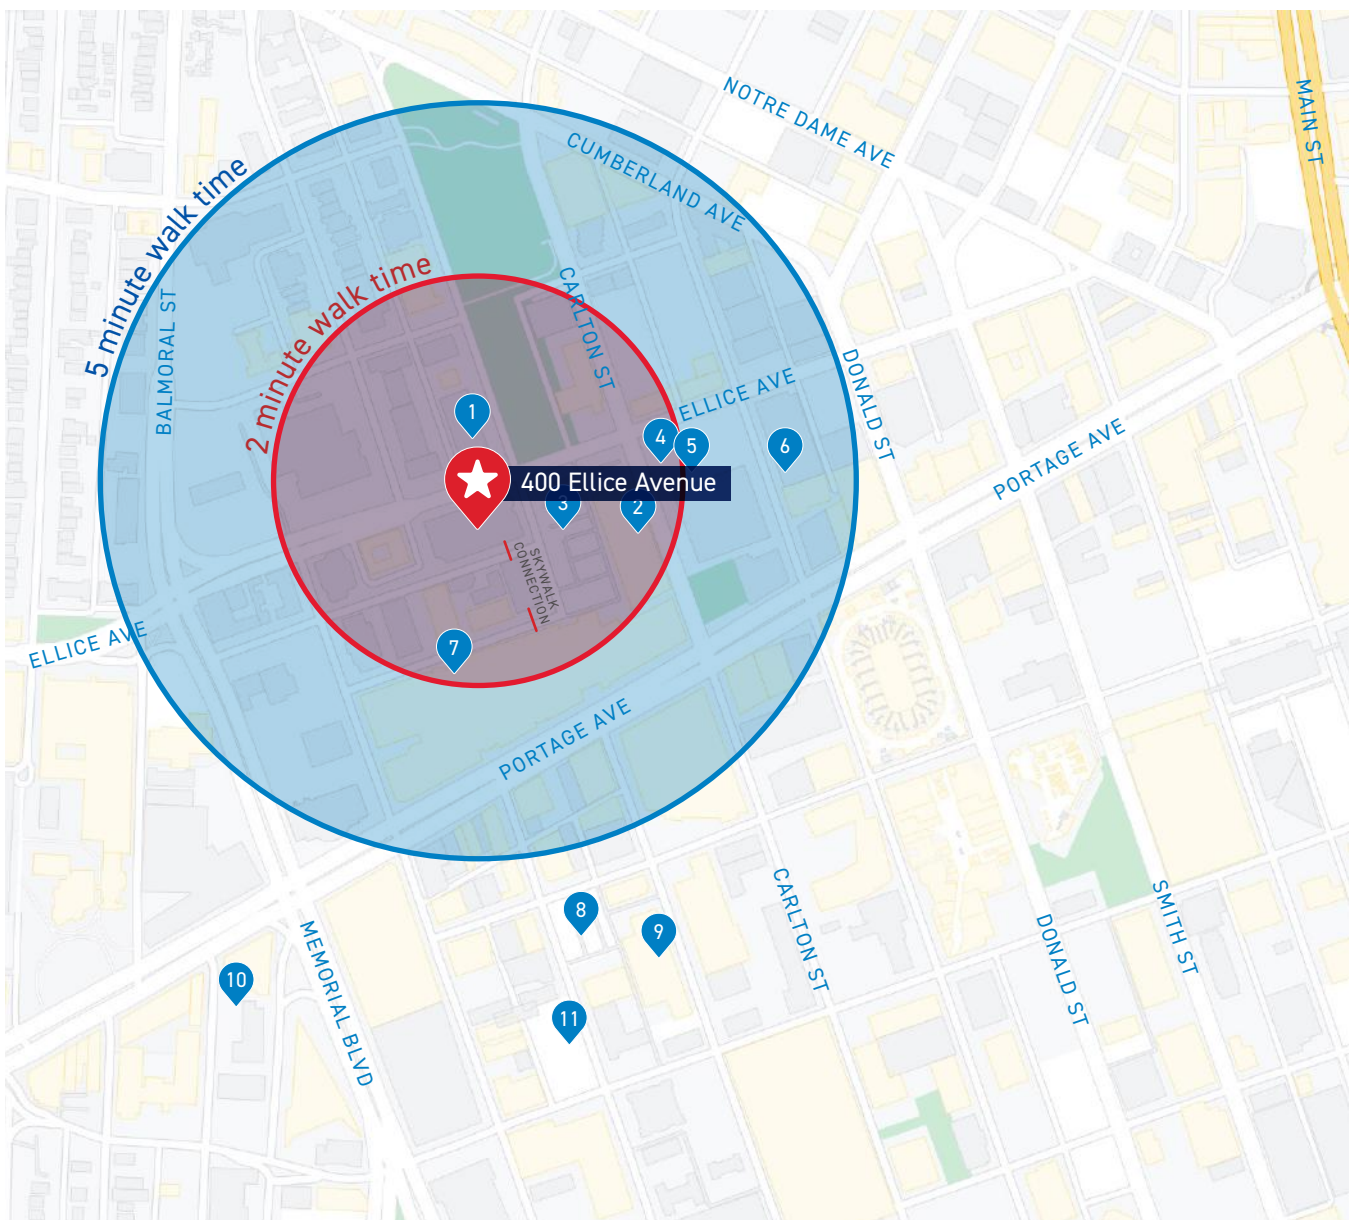 NOTRE DAME AVE
MAIN ST
CUMBERLAND AVE
5 minute walk time
2 minute walk time
BALMORAL ST
CARLTON ST
DONALD ST
ELLICE AVE
PORTAGE AVE
1
4
5
6
400 Ellice Avenue
3
2
SKYWALK
CONNECTION
ELLICE AVE
7
PORTAGE AVE
8
9
CARLTON ST
SMITH ST
DONALD ST
MEMORIAL BLVD
10
11